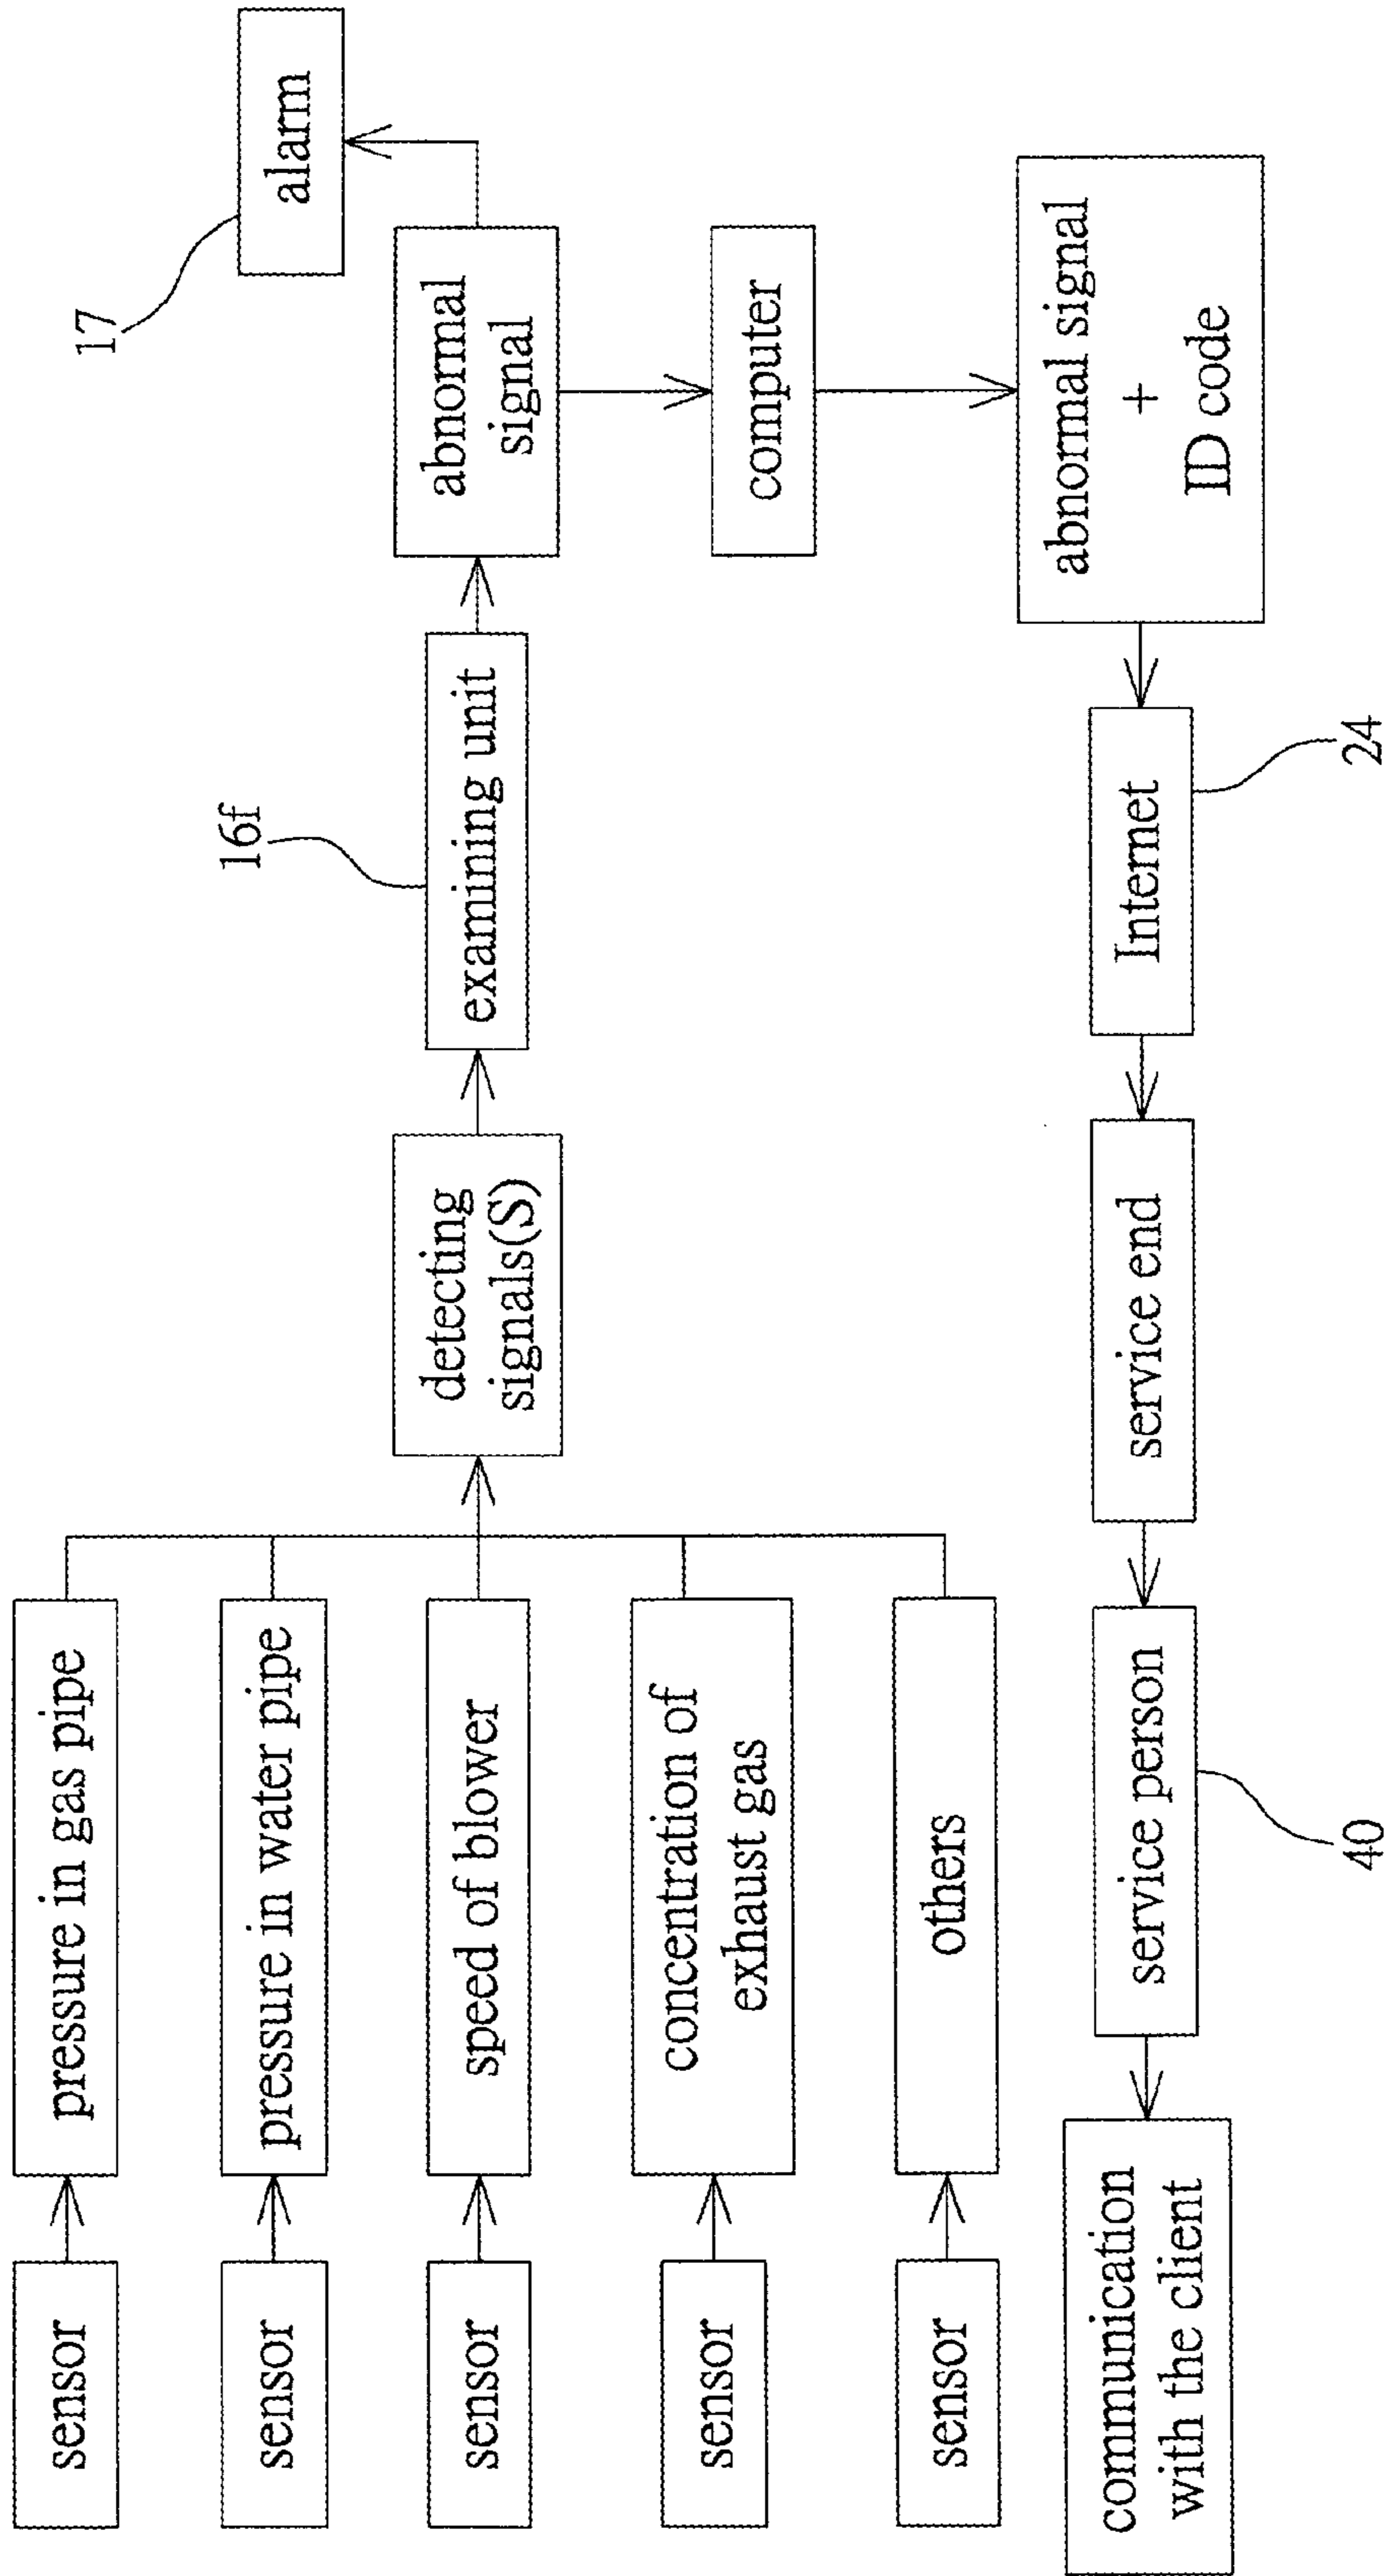 sensor
pressure in gas pipe
sensor
pressure in water pipe
sensor
speed of blower
sensor
concentration of
exhaust gas
sensor
others
detecting
signals(S)
16f
examining unit
abnormal
signal
17
alarm
computer
abnormal signal
+
ID code
Internet
24
service end
service person
40
communication
with the client